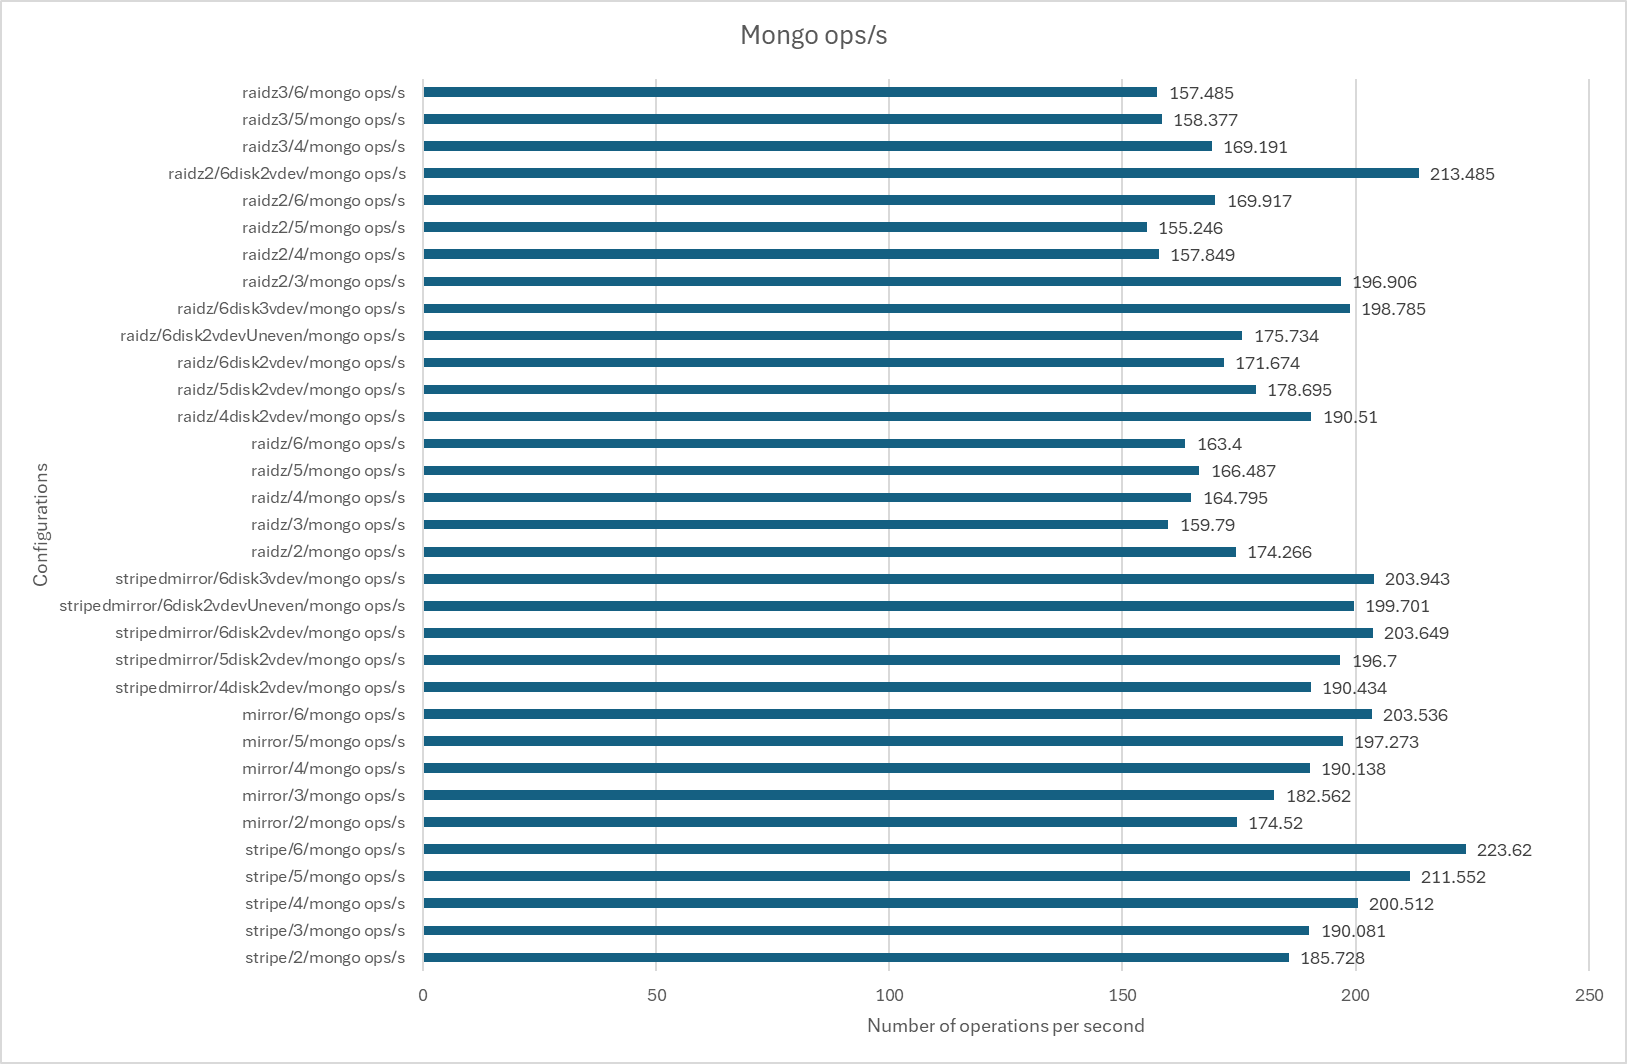 Mongo ops/s
raidz3/6/mongo ops/s 157.485
raidz3/5/mongo ops/s 158.377
raidz3/4/mongo ops/s 169.191
raidz2/6disk2vdev/mongo ops/s 213.485
raidz2/6/mongo ops/s 169.917
raidz2/5/mongo ops/s 155.246
raidz2/4/mongo ops/s 157.849
raidz2/3/mongo ops/s 196.906
raidz/6disk3vdev/mongo ops/s 198.785
raidz/6disk2vdevUneven/mongo ops/s 175.734
raidz/6disk2vdev/mongo ops/s 171.674
raidz/5disk2vdev/mongo ops/s 178.695
raidz/4disk2vdev/mongo ops/s 190.51
raidz/6/mongo ops/s 163.4
raidz/5/mongo ops/s 166.487
raidz/4/mongo ops/s 164.795
raidz/3/mongo ops/s 159.79
raidz/2/mongo ops/s 174.266
stripedmirror/6disk3vdev/mongo ops/s 203.943
stripedmirror/6disk2vdevUneven/mongo ops/s 199.701
stripedmirror/6disk2vdev/mongo ops/s 203.649
stripedmirror/5disk2vdev/mongo ops/s 196.7
stripedmirror/4disk2vdev/mongo ops/s 190.434
mirror/6/mongo ops/s 203.536
mirror/5/mongo ops/s 197.273
mirror/4/mongo ops/s 190.138
mirror/3/mongo ops/s 182.562
mirror/2/mongo ops/s 174.52
stripe/6/mongo ops/s 223.62
stripe/5/mongo ops/s 211.552
stripe/4/mongo ops/s 200.512
stripe/3/mongo ops/s 190.081
stripe/2/mongo ops/s 185.728
0 50 100 150 200 250
Number of operations per second
Configurations